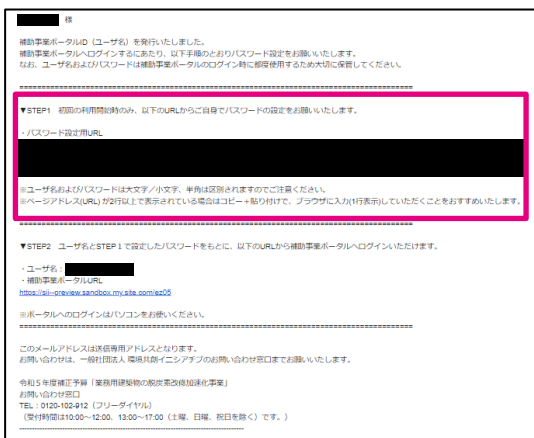 様
補助事業ポータルID（ユーザ名）を発行いたしました。
補助事業ポータルへログインするにあたり、以下手順のとおりパスワード設定をお願いいたします。
なお、ユーザ名およびパスワードは補助事業ポータルのログイン時に都度使用するため大切に保管してください。
========================================================================================
▼STEP1　初回の利用開始時のみ、以下のURLからご自身でパスワードの設定をお願いいたします。
・パスワード設定用URL
※ユーザ名およびパスワードは大文字／小文字、半角は区別されますのでご注意ください。
※ページアドレス(URL) が2行以上で表示されている場合はコピー＋貼り付けで、ブラウザに入力(1行表示)していただくことをおすすめいたします。
========================================================================================
▼STEP2　ユーザ名とSTEP１で設定したパスワードをもとに、以下のURLから補助事業ポータルへログインいただけます。
・ユーザ名：
・補助事業ポータルURL
https://sii--preview.sandbox.my.site.com/ez05
※ポータルへのログインはパソコンをお使いください。
========================================================================================
このメールアドレスは送信専用アドレスとなります。
お問い合わせは、一般社団法人 環境共創イニシアチブのお問い合わせ窓口までお願いいたします。
令和５年度補正予算「業務用建築物の脱炭素改修加速化事業」
お問い合わせ窓口
TEL：0120-102-912（フリーダイヤル）
（受付時間は10:00～12:00、13:00～17:00（土曜、日曜、祝日を除く）です。）
--------------------------------------------------------------------------------